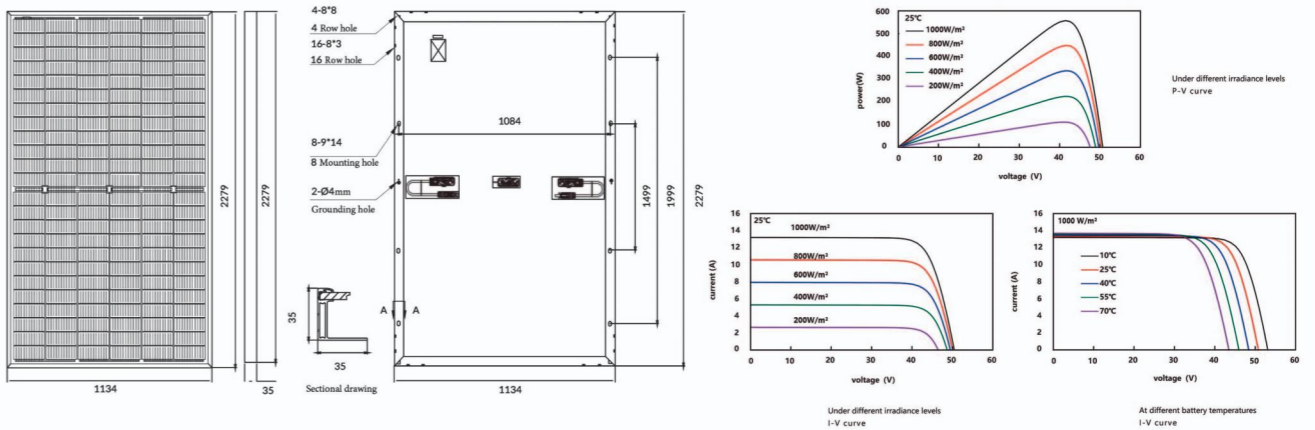 2279
1134
2279
35
4-8*8
4 Row hole
16-8*3
16 Row hole
8-9*14
8 Mounting hole
2-Ø4mm
Grounding hole
35
35
Sectional drawing
A
A
1084
1499
1999
2279
1134
25℃
1000W/m²
800W/m²
600W/m²
400W/m²
200W/m²
power(W)
600
500
400
300
200
100
0
0 10 20 30 40 50 60
voltage (V)
Under different irradiance levels
P-V curve
25℃
1000W/m²
800W/m²
600W/m²
400W/m²
200W/m²
current (A)
16
14
12
10
8
6
4
2
0
0 10 20 30 40 50 60
voltage (V)
Under different irradiance levels
I-V curve
1000 W/m²
10℃
25℃
40℃
55℃
70℃
current (A)
16
14
12
10
8
6
4
2
0
0 10 20 30 40 50 60
voltage (V)
At different battery temperatures
I-V curve